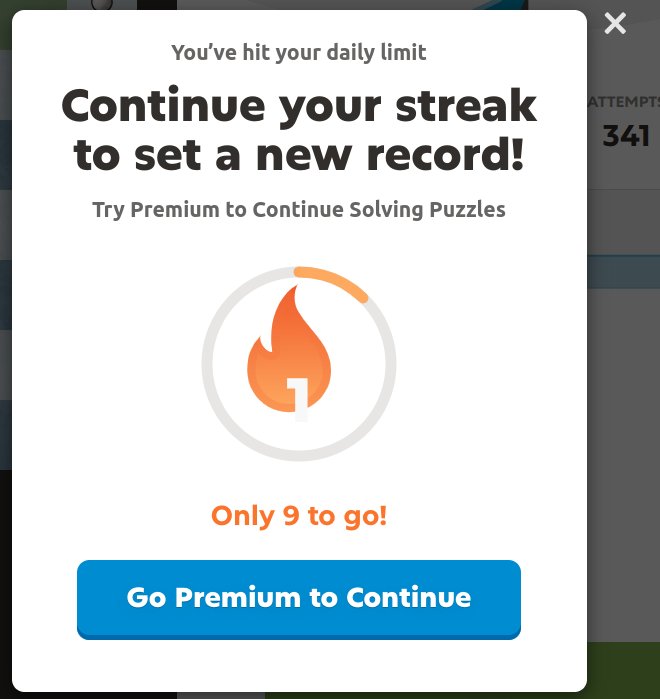 You've hit your daily limit
Continue your streak
to set a new record!
Try Premium to Continue Solving Puzzles
ATTEMPTS
341
1
Only 9 to go!
Go Premium to Continue